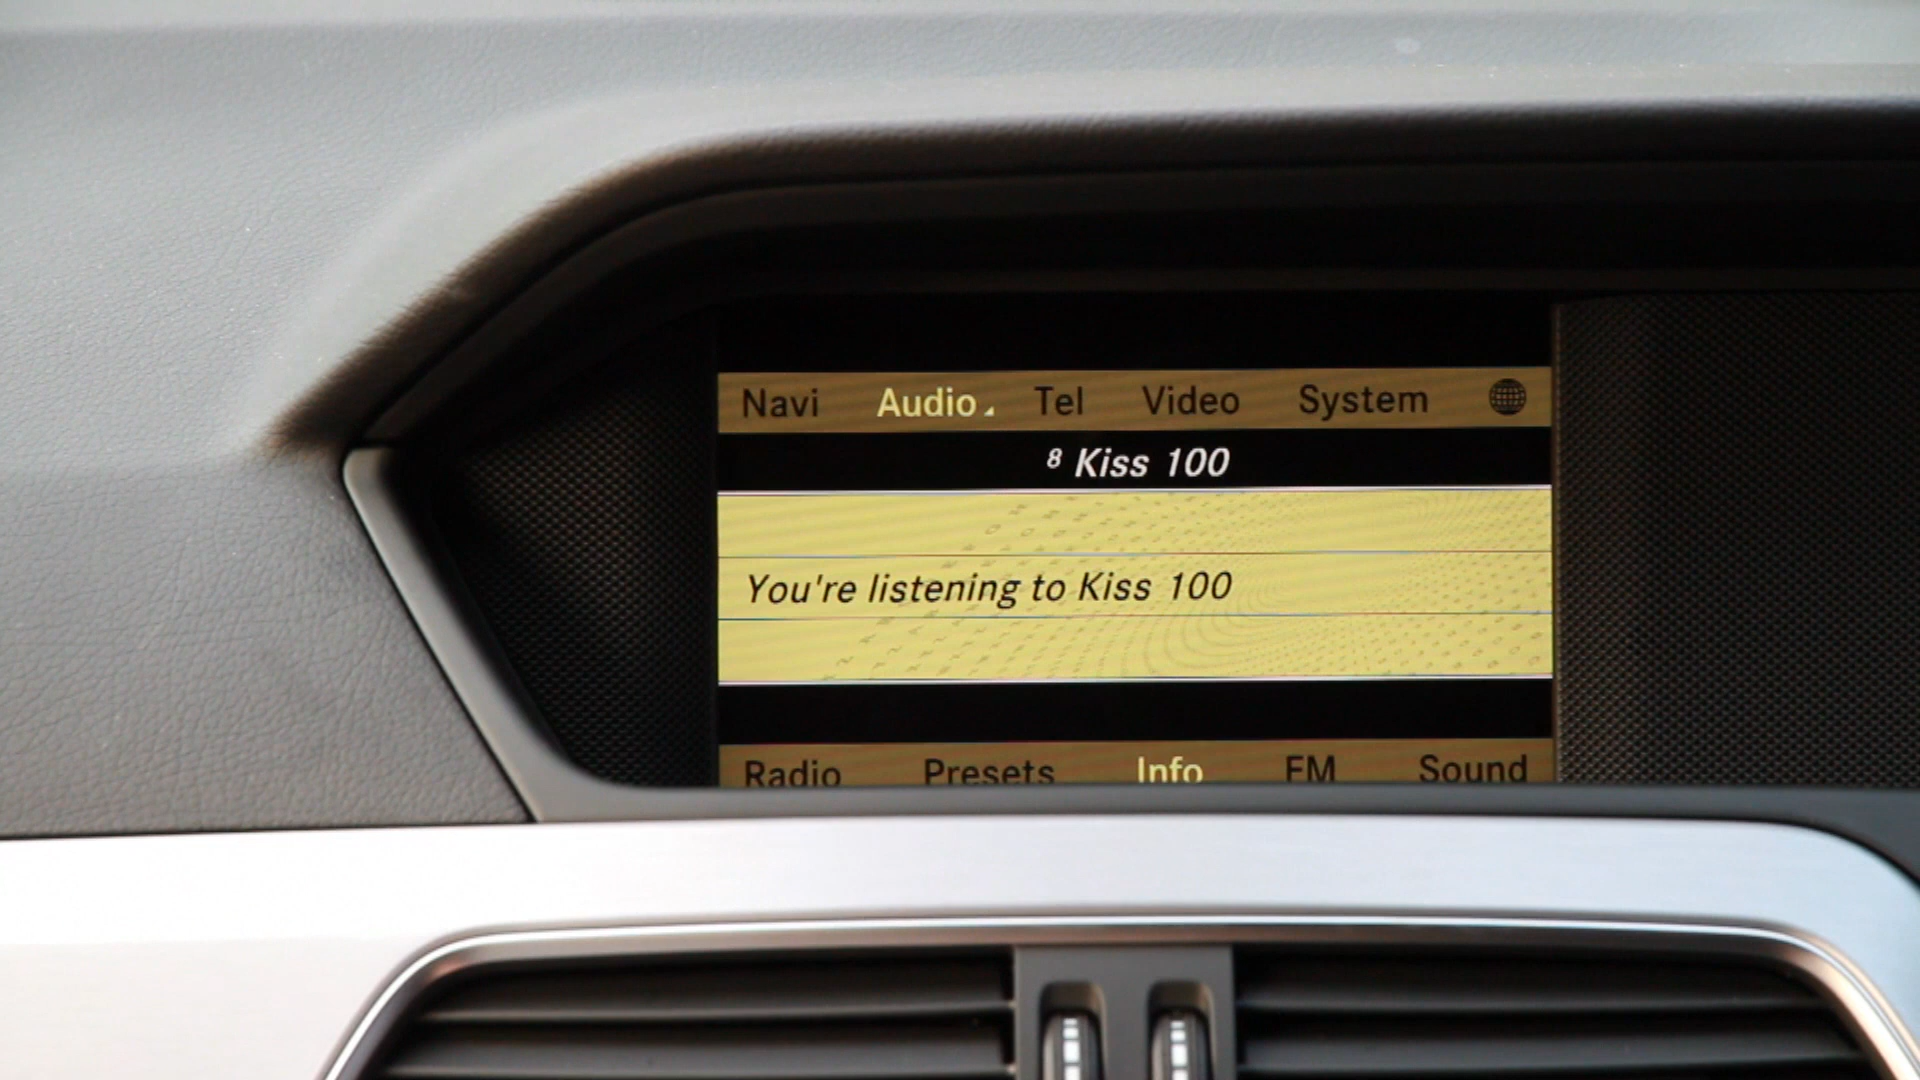 Navi Audio Tel Video System
8 Kiss 100
You're listening to Kiss 100
Radio Presets Info FM Sound